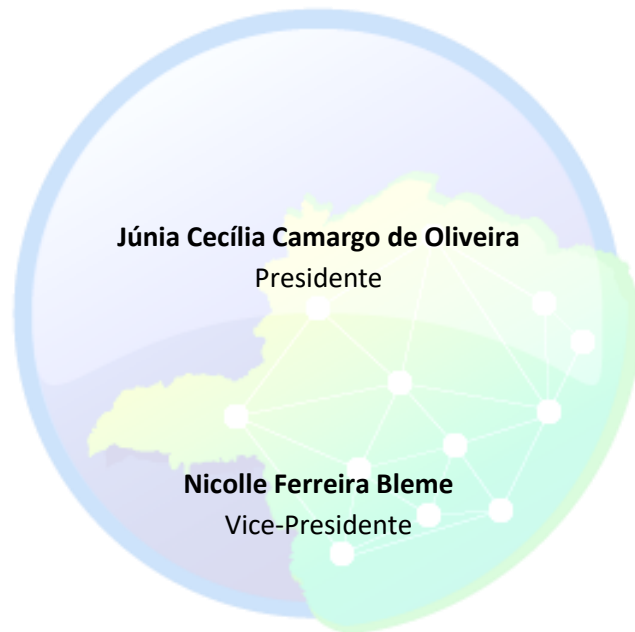 Júnia Cecília Camargo de Oliveira
Presidente
Nicolle Ferreira Bleme
Vice-Presidente